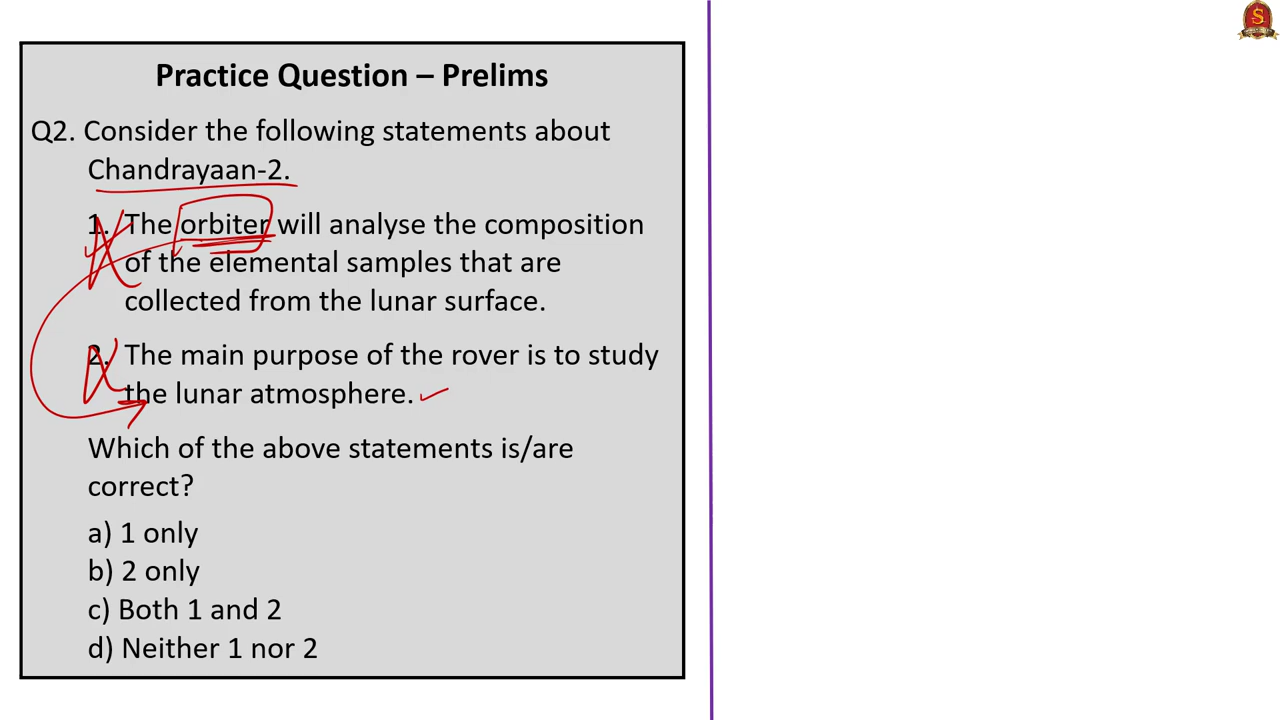 Practice Question – Prelims
Q2. Consider the following statements about
Chandrayaan-2.
1. The orbiter will analyse the composition
of the elemental samples that are
collected from the lunar surface.
2. The main purpose of the rover is to study
the lunar atmosphere.
Which of the above statements is/are
correct?
a) 1 only
b) 2 only
c) Both 1 and 2
d) Neither 1 nor 2
S